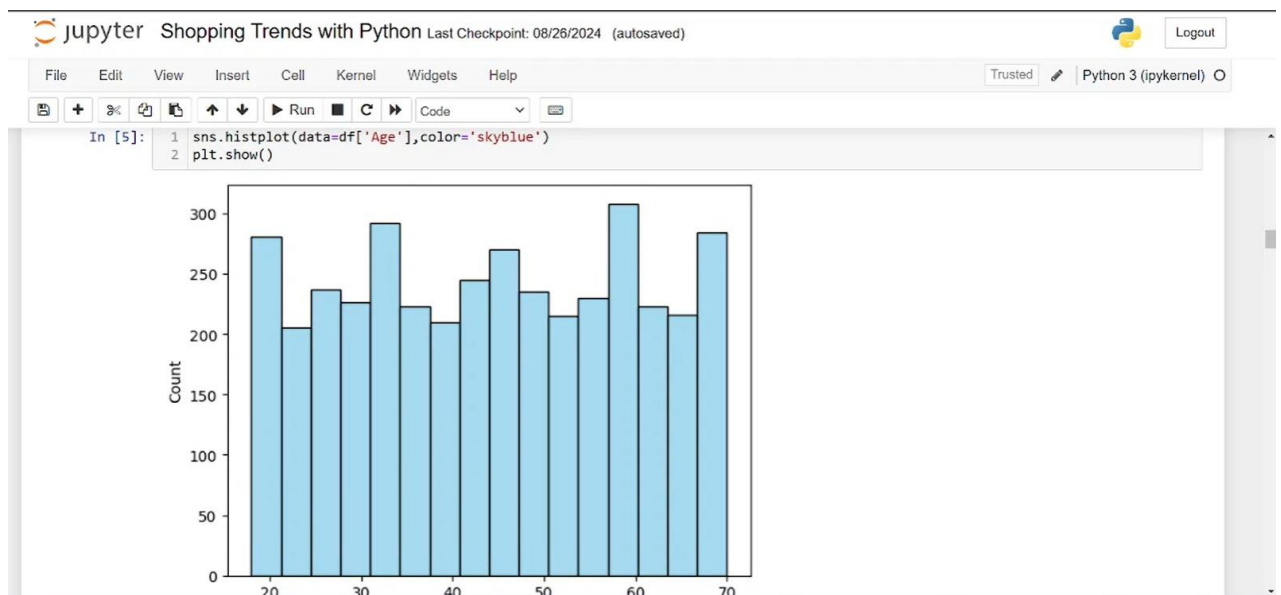 jupyter Shopping Trends with Python Last Checkpoint: 08/26/2024 (autosaved)
Logout
File Edit View Insert Cell Kernel Widgets Help
Trusted Python 3 (ipykernel)
Run Code
In [5]: 1 sns.histplot(data=df['Age'],color='skyblue')
2 plt.show()
300
250
200
150
100
50
0
Count
20 30 40 50 60 70